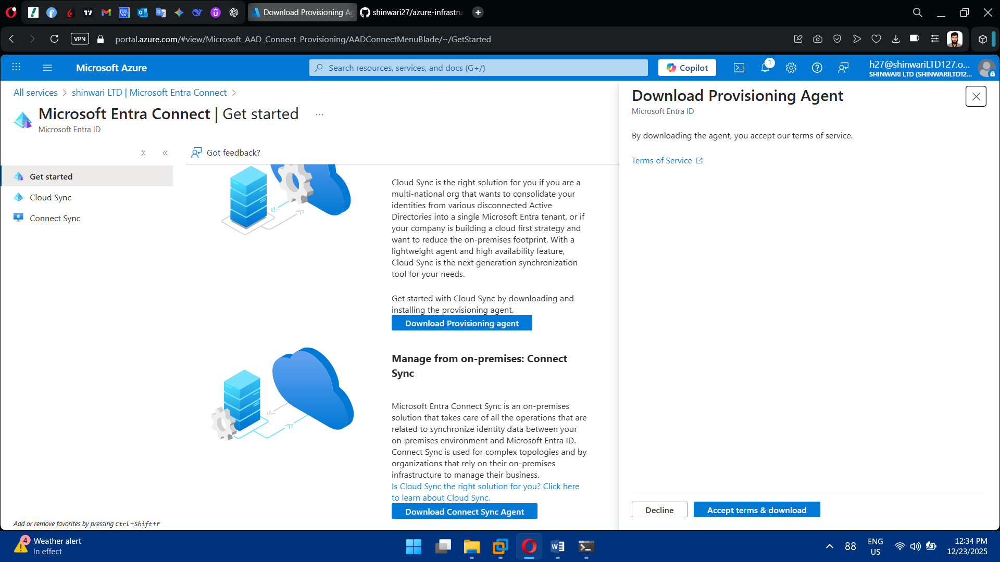 Download Provisioning Ag
shinwari27/azure-infrastru
VPN
portal.azure.com/#view/Microsoft_AAD_Connect_Provisioning/AADConnectMenuBlade/~/GetStarted
Microsoft Azure
Search resources, services, and docs (G+/)
Copilot
1
h27@shinwariLTD127.o...
SHINWARI LTD (SHINWARILTD12...
All services
shinwari LTD | Microsoft Entra Connect
Microsoft Entra Connect | Get started
...
Microsoft Entra ID
Got feedback?
Get started
Cloud Sync
Connect Sync
Cloud Sync is the right solution for you if you are a
multi-national org that wants to consolidate your
identities from various disconnected Active
Directories into a single Microsoft Entra tenant, or if
your company is building a cloud first strategy and
want to reduce the on-premises footprint. With a
lightweight agent and high availability feature,
Cloud Sync is the next generation synchronization
tool for your needs.
Get started with Cloud Sync by downloading and
installing the provisioning agent.
Download Provisioning agent
Manage from on-premises: Connect
Sync
Microsoft Entra Connect Sync is an on-premises
solution that takes care of all the operations that are
related to synchronize identity data between your
on-premises environment and Microsoft Entra ID.
Connect Sync is used for complex topologies and by
organizations that rely on their on-premises
infrastructure to manage their business.
Is Cloud Sync the right solution for you? Click here
to learn about Cloud Sync.
Download Connect Sync Agent
Add or remove favorites by pressing Ctrl+Shift+F
Download Provisioning Agent
Microsoft Entra ID
By downloading the agent, you accept our terms of service.
Terms of Service
Decline
Accept terms & download
4
Weather alert
In effect
88
ENG
US
12:34 PM
12/23/2025